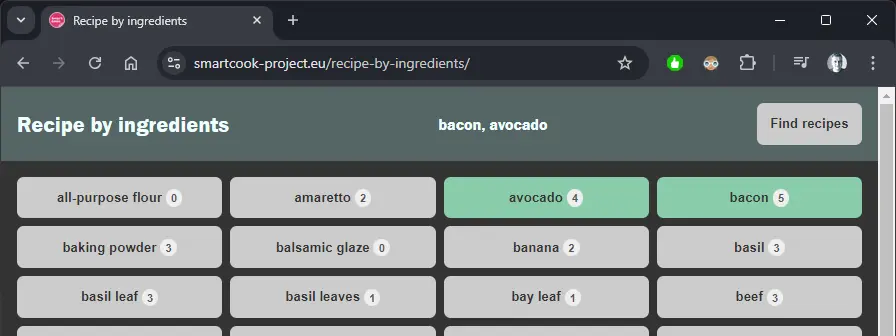 Recipe by ingredients
smartcook-project.eu/recipe-by-ingredients/
Recipe by ingredients
bacon, avocado
Find recipes
all-purpose flour 0
amaretto 2
avocado 4
bacon 5
baking powder 3
balsamic glaze 0
banana 2
basil 3
basil leaf 3
basil leaves 1
bay leaf 1
beef 3